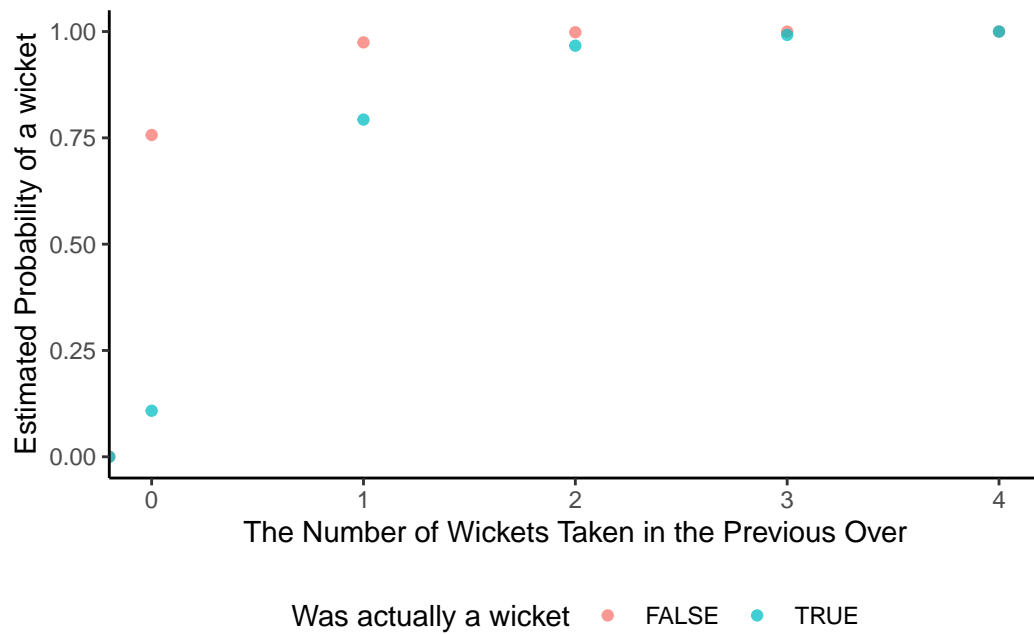 Estimated Probability of a wicket
1.00
0.75
0.50
0.25
0.00
0 1 2 3 4
The Number of Wickets Taken in the Previous Over
Was actually a wicket FALSE TRUE